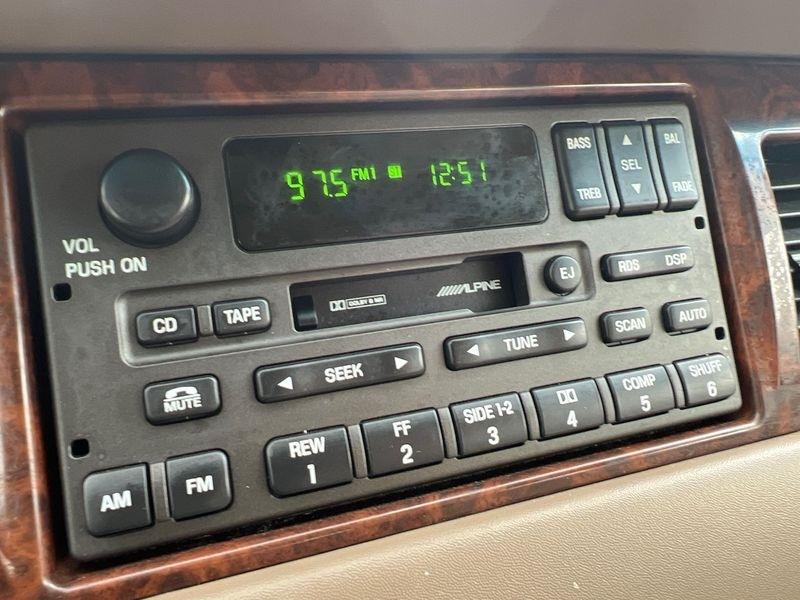 97.5 FM1 ST 12:51
BASS
TREB
SEL
BAL
FADE
VOL
PUSH ON
DOLBY B NR
ALPINE
EJ
RDS DSP
CD
TAPE
SEEK
TUNE
SCAN
AUTO
MUTE
AM
FM
REW
1
FF
2
SIDE 1-2
3
4
COMP
5
SHUFF
6